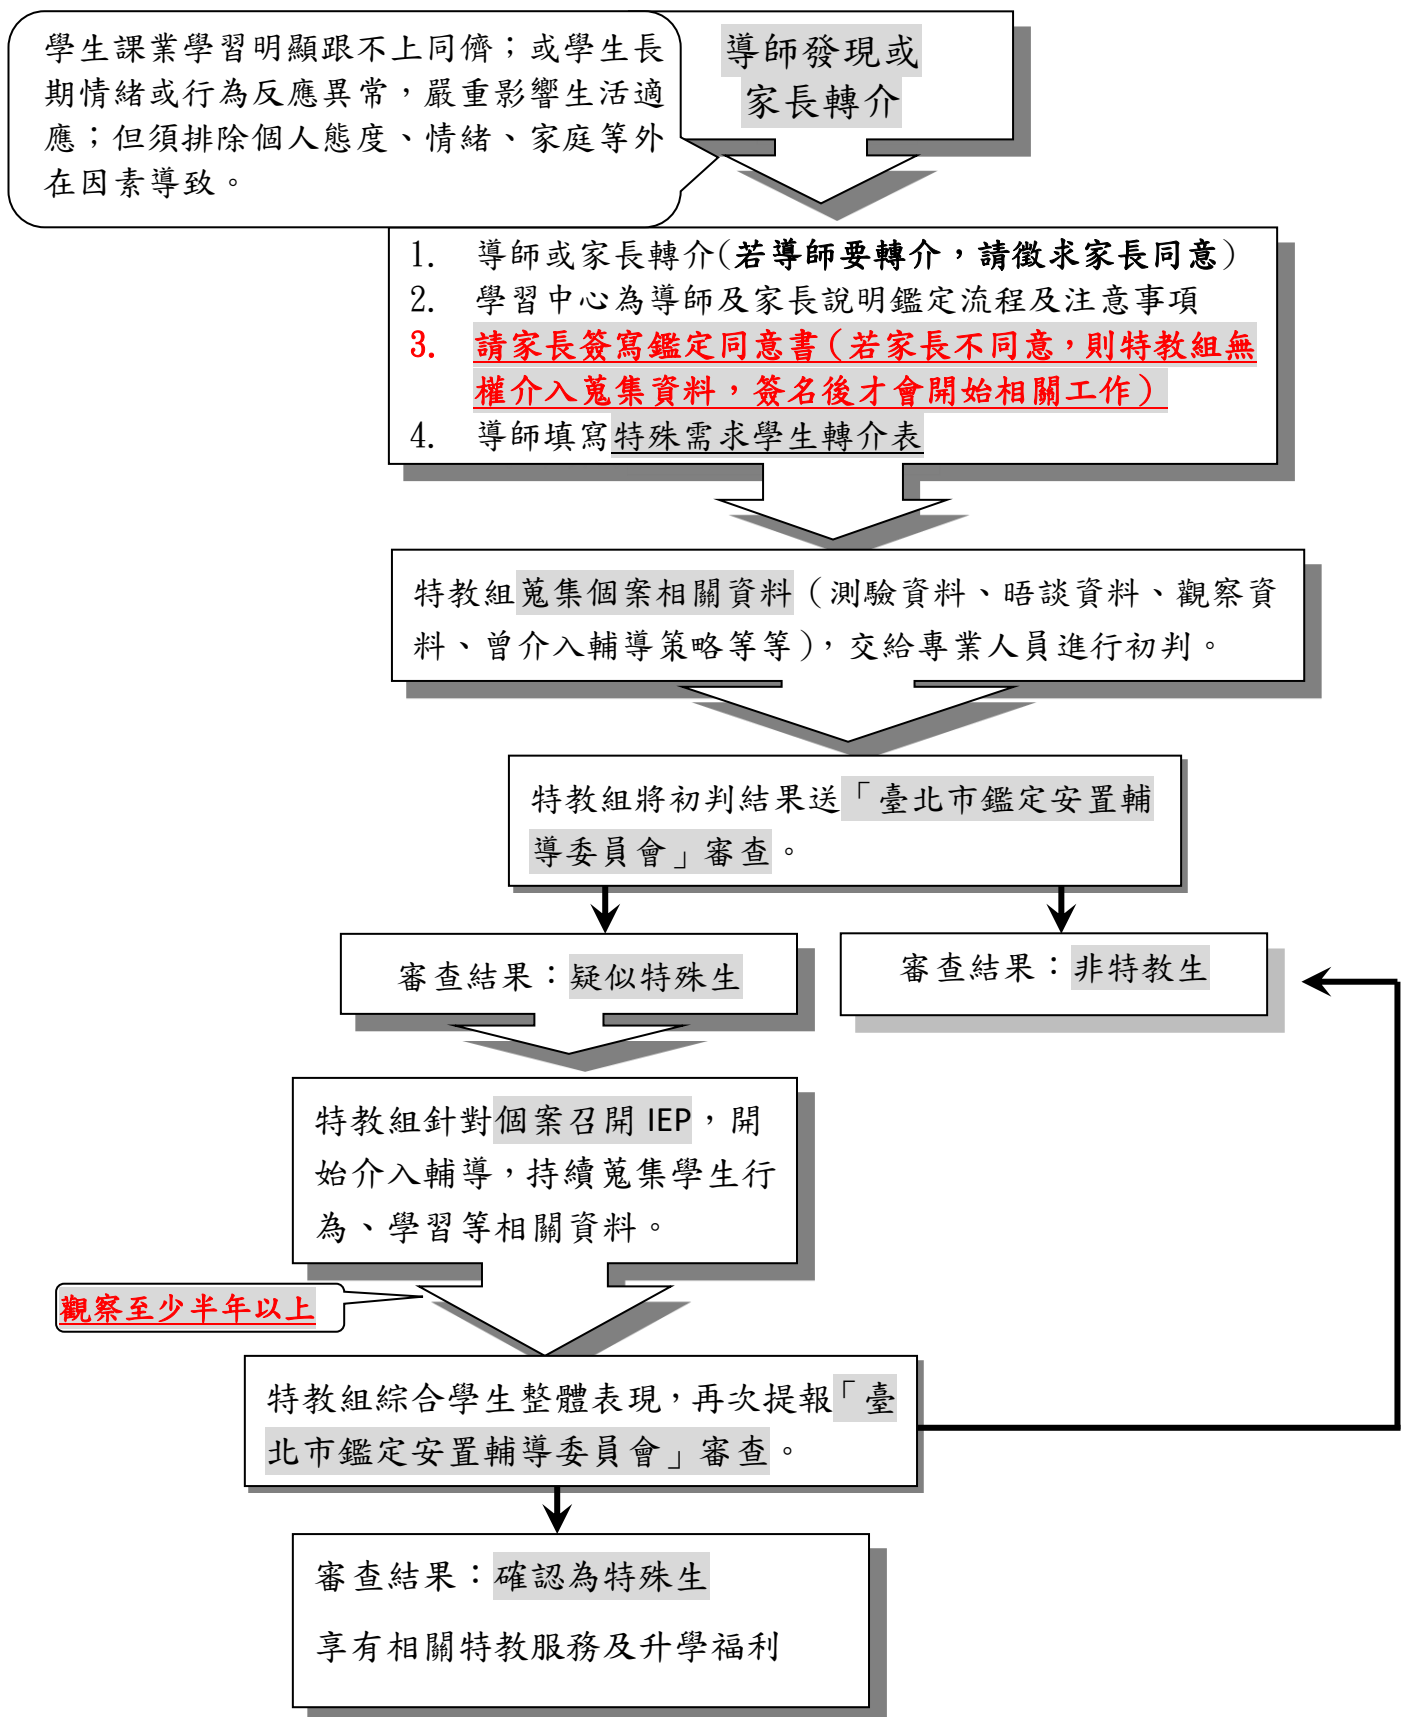 學生課業學習明顯跟不上同儕；或學生長
期情緒或行為反應異常，嚴重影響生活適
應；但須排除個人態度、情緒、家庭等外
在因素導致。
導師發現或
家長轉介
1. 導師或家長轉介(若導師要轉介，請徵求家長同意)
2. 學習中心為導師及家長說明鑑定流程及注意事項
3. 請家長簽寫鑑定同意書（若家長不同意，則特教組無
權介入蒐集資料，簽名後才會開始相關工作）
4. 導師填寫特殊需求學生轉介表
特教組蒐集個案相關資料（測驗資料、晤談資料、觀察資
料、曾介入輔導策略等等），交給專業人員進行初判。
特教組將初判結果送「臺北市鑑定安置輔
導委員會」審查。
審查結果：疑似特殊生
審查結果：非特教生
特教組針對個案召開 IEP，開
始介入輔導，持續蒐集學生行
為、學習等相關資料。
觀察至少半年以上
特教組綜合學生整體表現，再次提報「臺
北市鑑定安置輔導委員會」審查。
審查結果：確認為特殊生
享有相關特教服務及升學福利